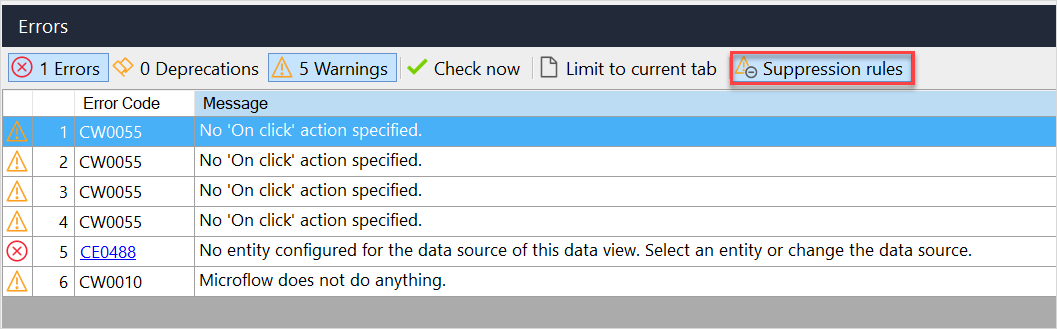 Errors
1 Errors 0 Deprecations 5 Warnings Check now Limit to current tab Suppression rules
Error Code Message
1 CW0055 No 'On click' action specified.
2 CW0055 No 'On click' action specified.
3 CW0055 No 'On click' action specified.
4 CW0055 No 'On click' action specified.
5 CE0488 No entity configured for the data source of this data view. Select an entity or change the data source.
6 CW0010 Microflow does not do anything.